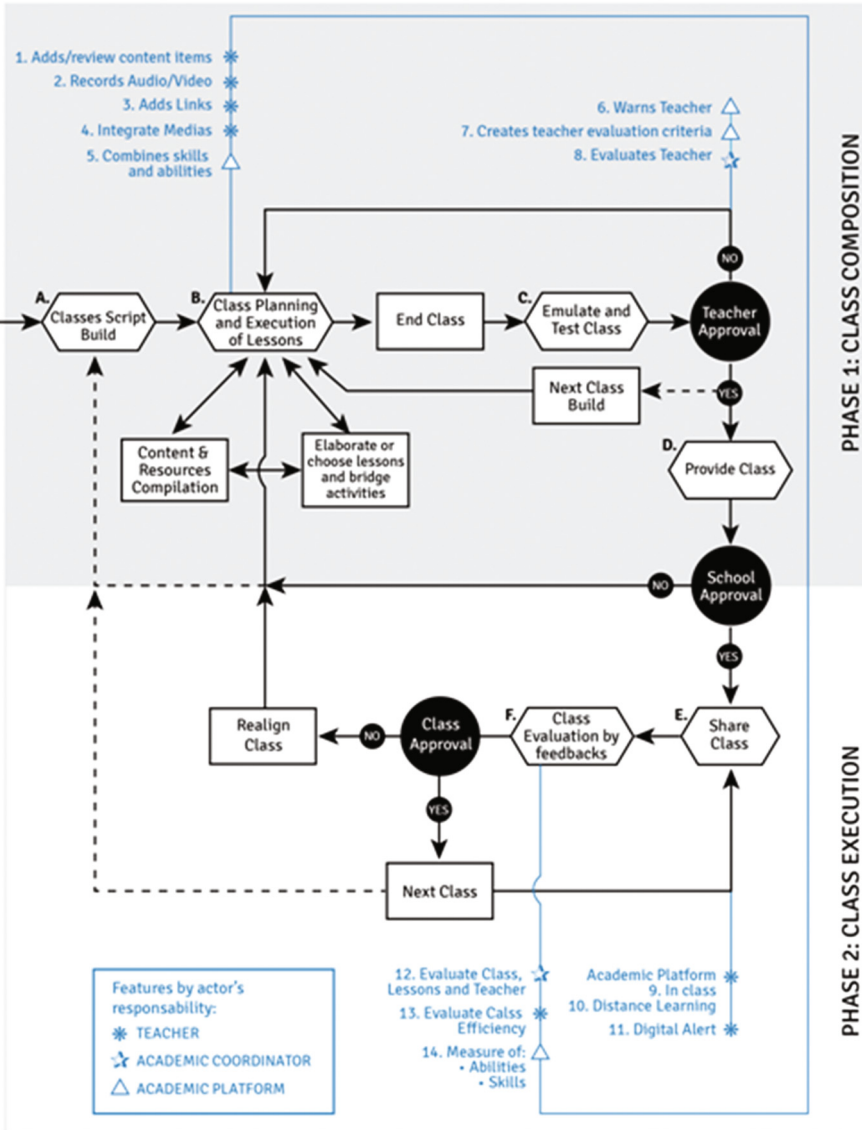 1. Adds/review content items
2. Records Audio/Video
3. Adds Links
4. Integrate Medias
5. Combines skills
and abilities
6. Warns Teacher
7. Creates teacher evaluation criteria
8. Evaluates Teacher
PHASE 1: CLASS COMPOSITION
NO
A.
Classes Script
Build
B.
Class Planning
and Execution
of Lessons
End Class
C.
Emulate and
Test Class
Teacher
Approval
YES
Next Class
Build
Content &
Resources
Compilation
Elaborate or
choose lessons
and bridge
activities
D.
Provide Class
NO
School
Approval
YES
Realign
Class
NO
Class
Approval
F.
Class
Evaluation by
feedbacks
E.
Share
Class
YES
Next Class
PHASE 2: CLASS EXECUTION
Features by actor's
responsability:
TEACHER
ACADEMIC COORDINATOR
ACADEMIC PLATFORM
12. Evaluate Class,
Lessons and Teacher
13. Evaluate Calss
Efficiency
14. Measure of:
• Abilities
• Skills
Academic Platform
9. In class
10. Distance Learning
11. Digital Alert